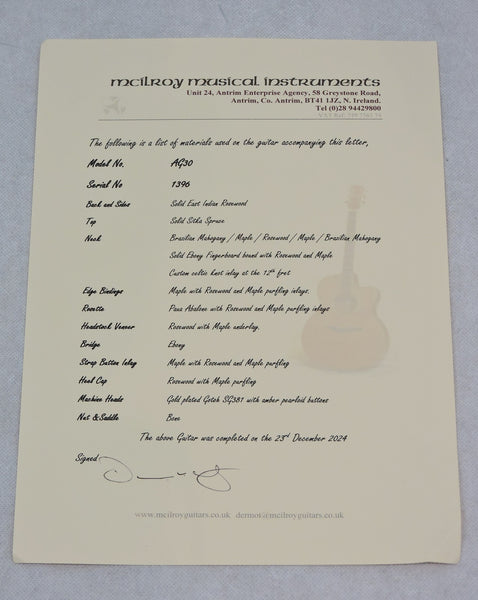 mcilroy musical instruments
Unit 24, Antrim Enterprise Agency, 58 Greystone Road,
Antrim, Co. Antrim, BT41 1JZ, N. Ireland.
Tel (0)28 94429800
VAT Ref:
The following is a list of materials used on the guitar accompanying this letter,
Model No. AG30
Serial No 1396
Back and Sides Solid East Indian Rosewood
Top Solid Sitka Spruce
Neck Brazilian Mahogany / Maple / Rosewood / Maple / Brazilian Mahogany
Solid Ebony Fingerboard bound with Rosewood and Maple
Custom celtic knot inlay at the 12th fret
Edge Bindings Maple with Rosewood and Maple purfling inlays.
Rosette Paua Abalone with Rosewood and Maple purfling inlays
Headstock Veneer Rosewood with Maple underlay.
Bridge Ebony
Strap Button Inlay Maple with Rosewood and Maple purfling
Heel Cap Rosewood with Maple purfling
Machine Heads Gold plated Gotoh SG381 with amber pearloid buttons
Nut & Saddle Bone
The above Guitar was completed on the 23rd December 2024
Signed
www.mcilroyguitars.co.uk dermot@mcilroyguitars.co.uk